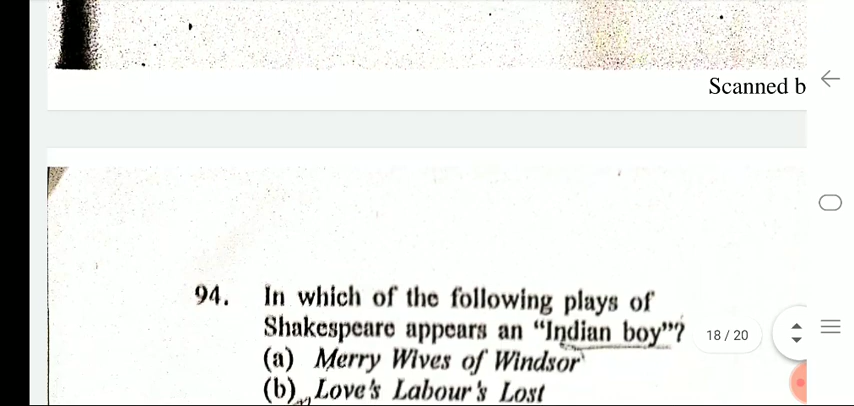 Scanned b
94. In which of the following plays of
Shakespeare appears an “Indian boy”?
18 / 20
(a) Merry Wives of Windsor
(b) Love's Labour's Lost